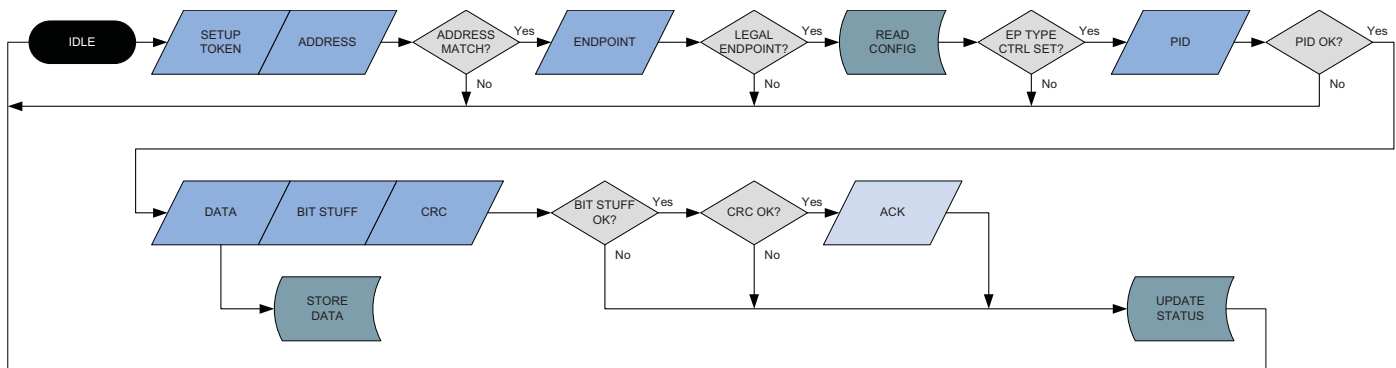 IDLE
SETUP
TOKEN
ADDRESS
ADDRESS
MATCH?
Yes
No
ENDPOINT
LEGAL
ENDPOINT?
Yes
No
READ
CONFIG
EP TYPE
CTRL SET?
Yes
No
PID
PID OK?
Yes
No
DATA
BIT STUFF
CRC
BIT STUFF
OK?
Yes
No
CRC OK?
Yes
No
ACK
STORE
DATA
UPDATE
STATUS